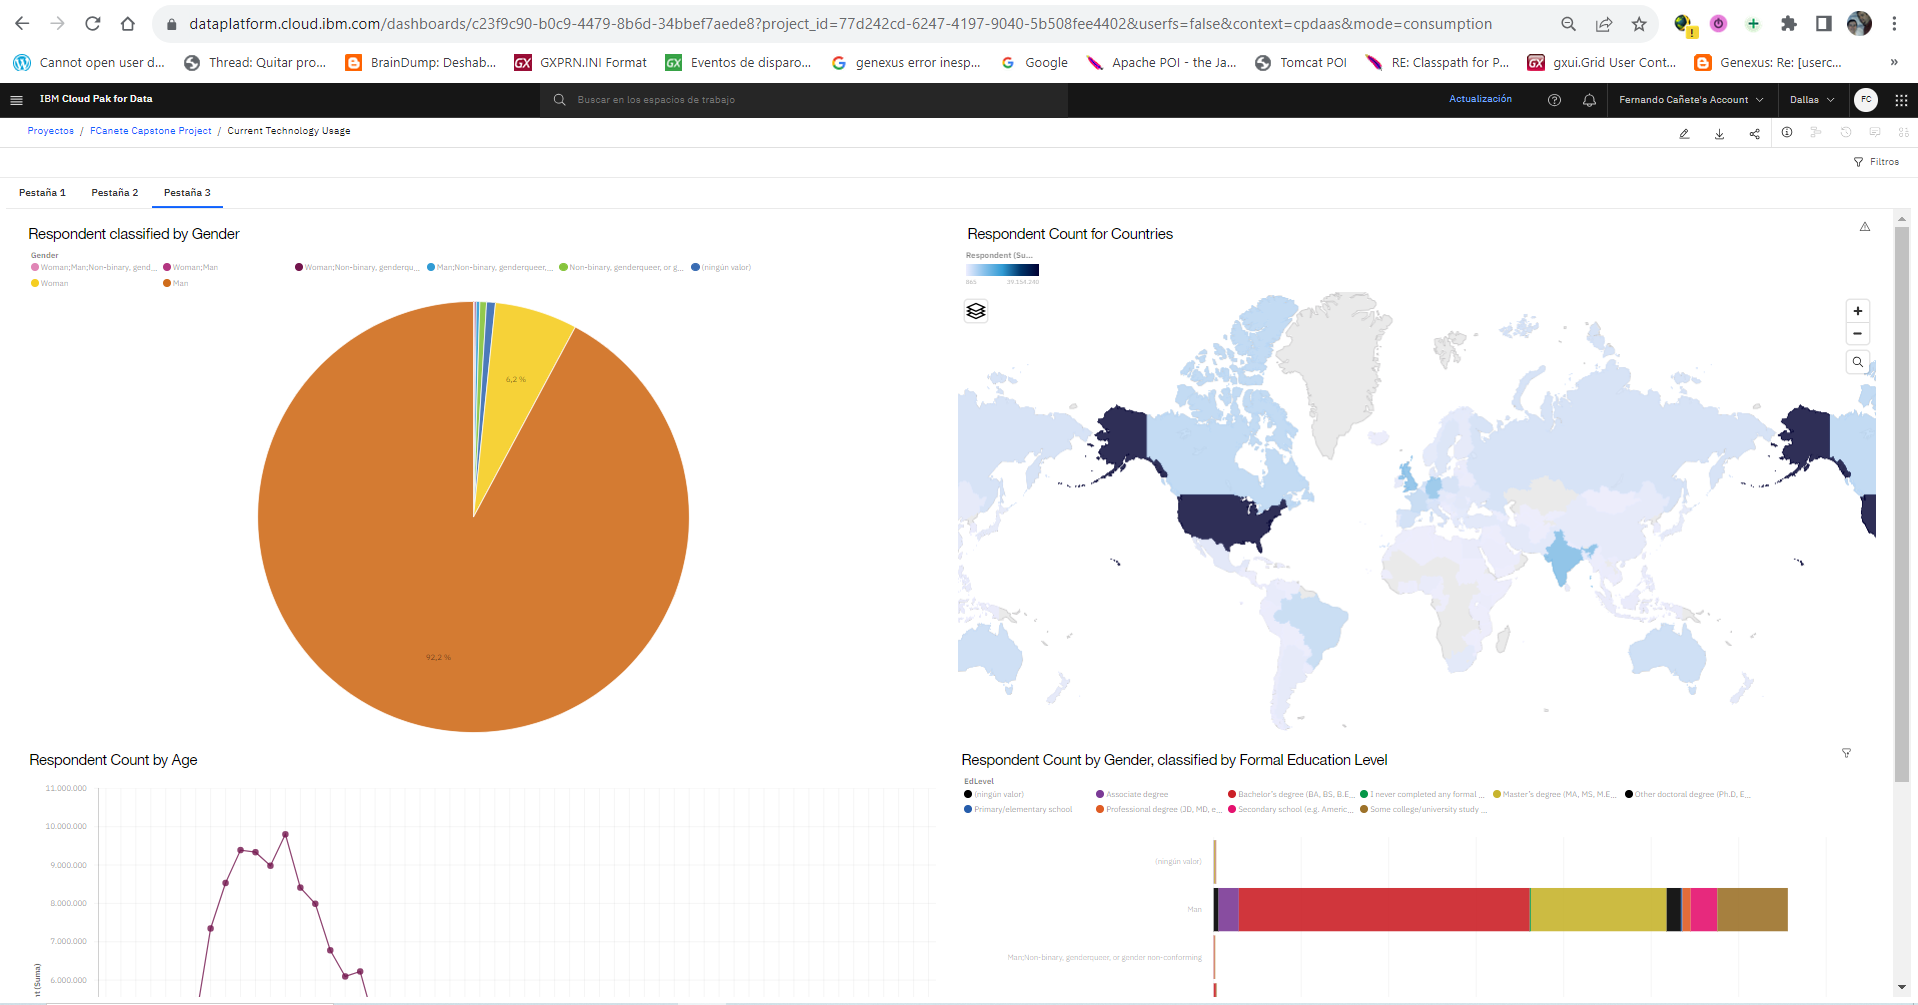 dataplatform.cloud.ibm.com/dashboards/c23f9c90-b0c9-4479-8b6d-34bbef7aede8?project_id=77d242cd-6247-4197-9040-5b508fee4402&userfs=false&context=cpdaas&mode=consumption
Cannot open user d... Thread: Quitar pro... BrainDump: Deshab... GXPRN.INI Format Eventos de disparo... genexus error inesp... Google Apache POI - the Ja... Tomcat POI RE: Classpath for P... gxui.Grid User Cont... Genexus: Re: [userc... »
IBM Cloud Pak for Data Buscar en los espacios de trabajo Actualización Fernando Cañete's Account Dallas FC
Proyectos / FCanete Capstone Project / Current Technology Usage
Filtros
Pestaña 1 Pestaña 2 Pestaña 3
Respondent classified by Gender
Gender
Woman;Man;Non-binary, gend... Woman;Man Woman;Non-binary, genderqu... Man;Non-binary, genderqueer,... Non-binary, genderqueer, or g... (ningún valor)
Woman Man
6,2 %
92,2 %
Respondent Count for Countries
Respondent (Su...
865 29.154.240
+
−
Respondent Count by Age
11.000.000
10.000.000
9.000.000
8.000.000
7.000.000
6.000.000
nt (Suma)
Respondent Count by Gender, classified by Formal Education Level
EdLevel
(ningún valor) Associate degree Bachelor's degree (BA, BS, B.E... I never completed any formal ... Master's degree (MA, MS, M.E... Other doctoral degree (Ph.D, E...
Primary/elementary school Professional degree (JD, MD, e... Secondary school (e.g. Americ... Some college/university study ...
(ningún valor)
Man
Man;Non-binary, genderqueer, or gender non-conforming